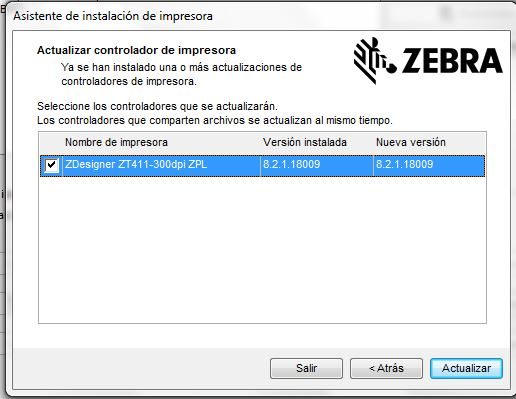 Asistente de instalación de impresora
Actualizar controlador de impresora
Ya se han instalado una o más actualizaciones de
controladores de impresora.
ZEBRA
Seleccione los controladores que se actualizarán.
Los controladores que comparten archivos se actualizan al mismo tiempo.
Nombre de impresora Versión instalada Nueva versión
ZDesigner ZT411-300dpi ZPL 8.2.1.18009 8.2.1.18009
Salir < Atrás Actualizar